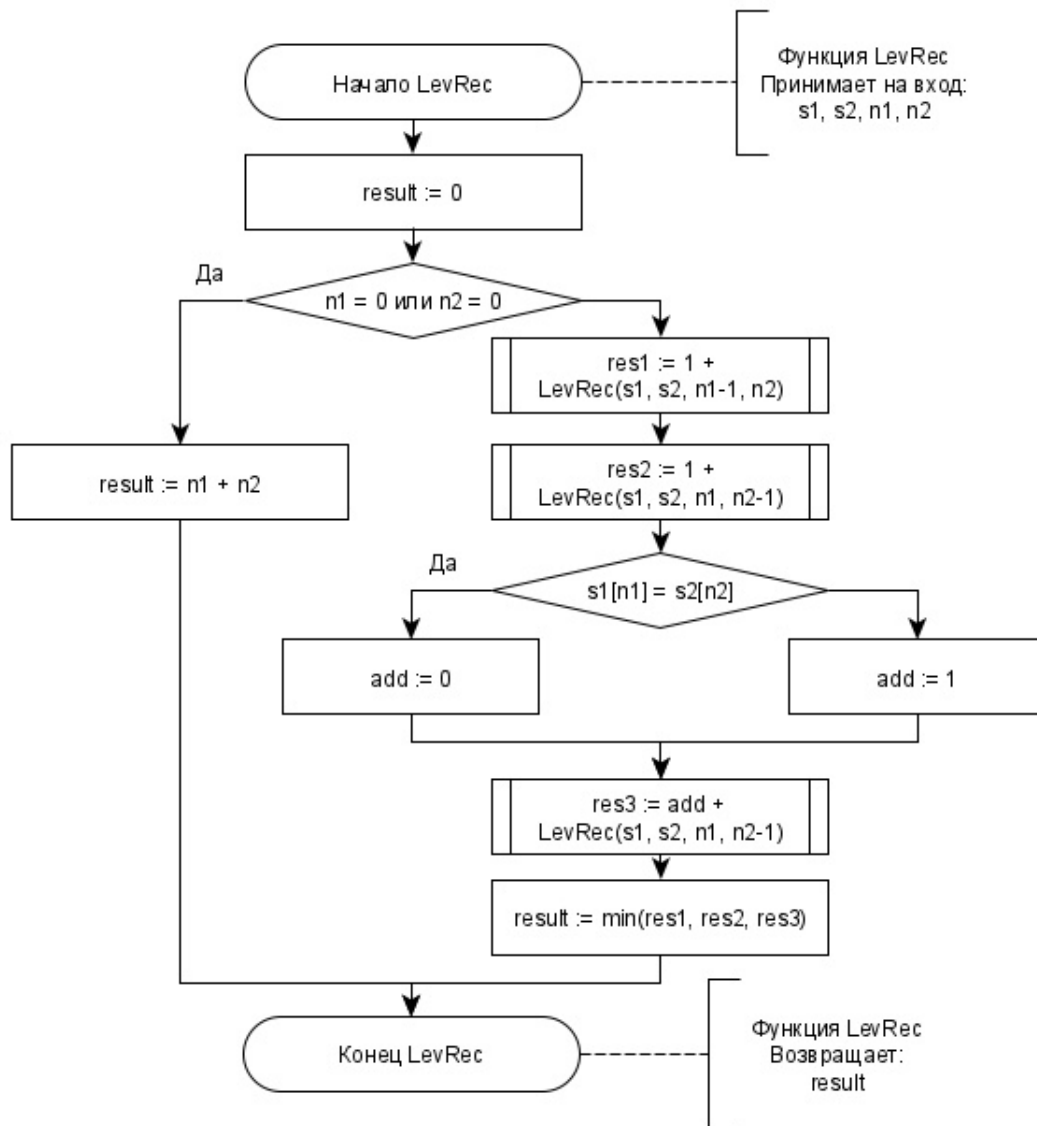 Начало LevRec
Функция LevRec
Принимает на вход:
s1, s2, n1, n2
result := 0
Да
n1 = 0 или n2 = 0
res1 := 1 +
LevRec(s1, s2, n1-1, n2)
result := n1 + n2
res2 := 1 +
LevRec(s1, s2, n1, n2-1)
Да
s1[n1] = s2[n2]
add := 0
add := 1
res3 := add +
LevRec(s1, s2, n1, n2-1)
result := min(res1, res2, res3)
Конец LevRec
Функция LevRec
Возвращает:
result